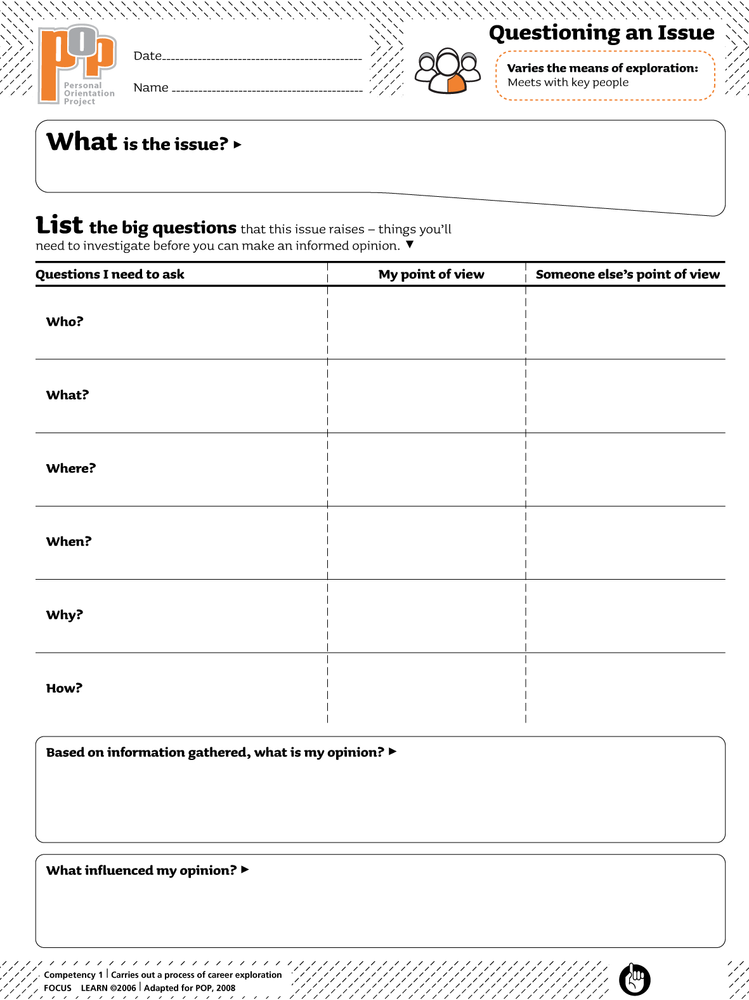 pop
Personal
Orientation
Project
Date
Name
Questioning an Issue
Varies the means of exploration:
Meets with key people
What is the issue? ▶
List the big questions that this issue raises – things you’ll
need to investigate before you can make an informed opinion. ▼
Questions I need to ask My point of view Someone else’s point of view
Who?
What?
Where?
When?
Why?
How?
Based on information gathered, what is my opinion? ▶
What influenced my opinion? ▶
Competency 1 | Carries out a process of career exploration
FOCUS LEARN ©2006 | Adapted for POP, 2008